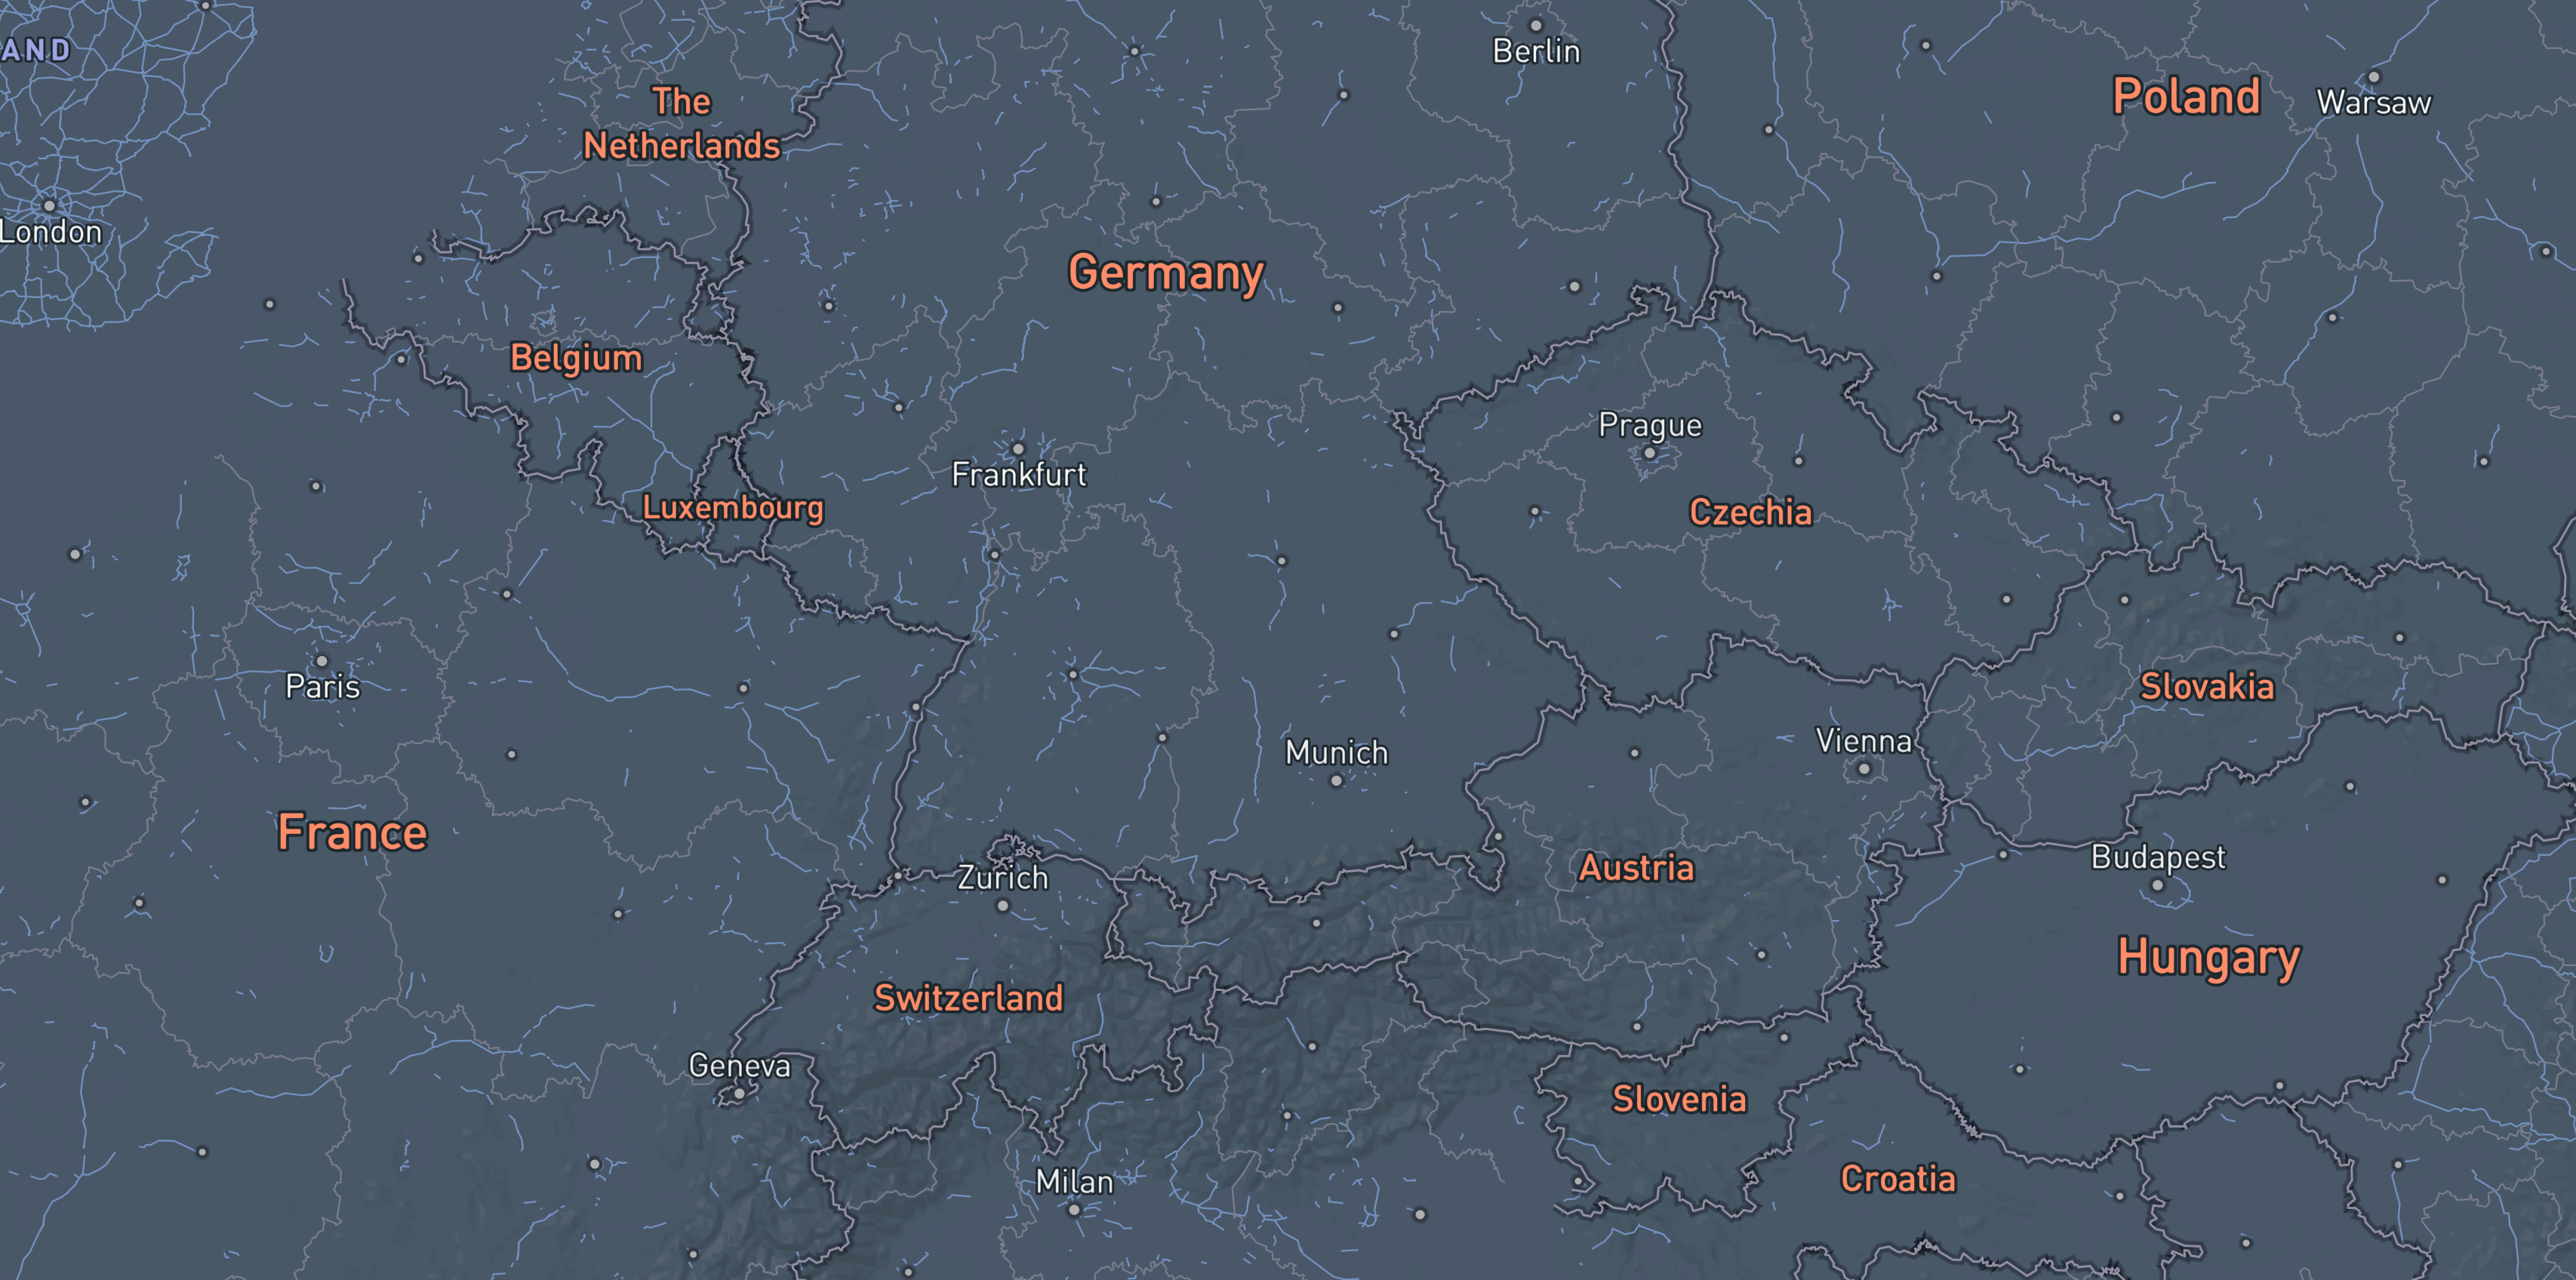 AND
Berlin
The
Netherlands
Poland
Warsaw
London
Germany
Belgium
Prague
Frankfurt
Luxembourg
Czechia
Paris
Slovakia
Munich
Vienna
France
Zurich
Austria
Budapest
Hungary
Switzerland
Geneva
Slovenia
Milan
Croatia